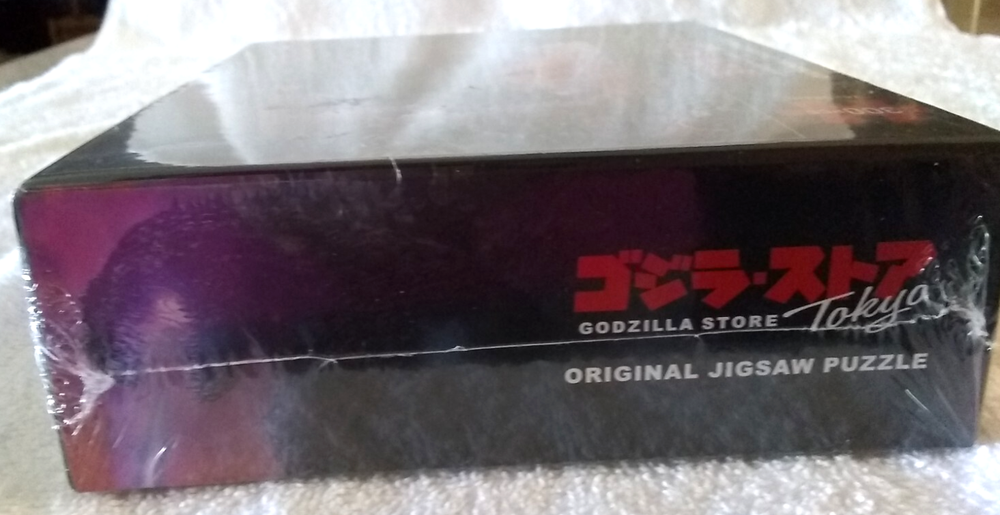 ゴジラ・ストア
GODZILLA STORE Tokyo
ORIGINAL JIGSAW PUZZLE